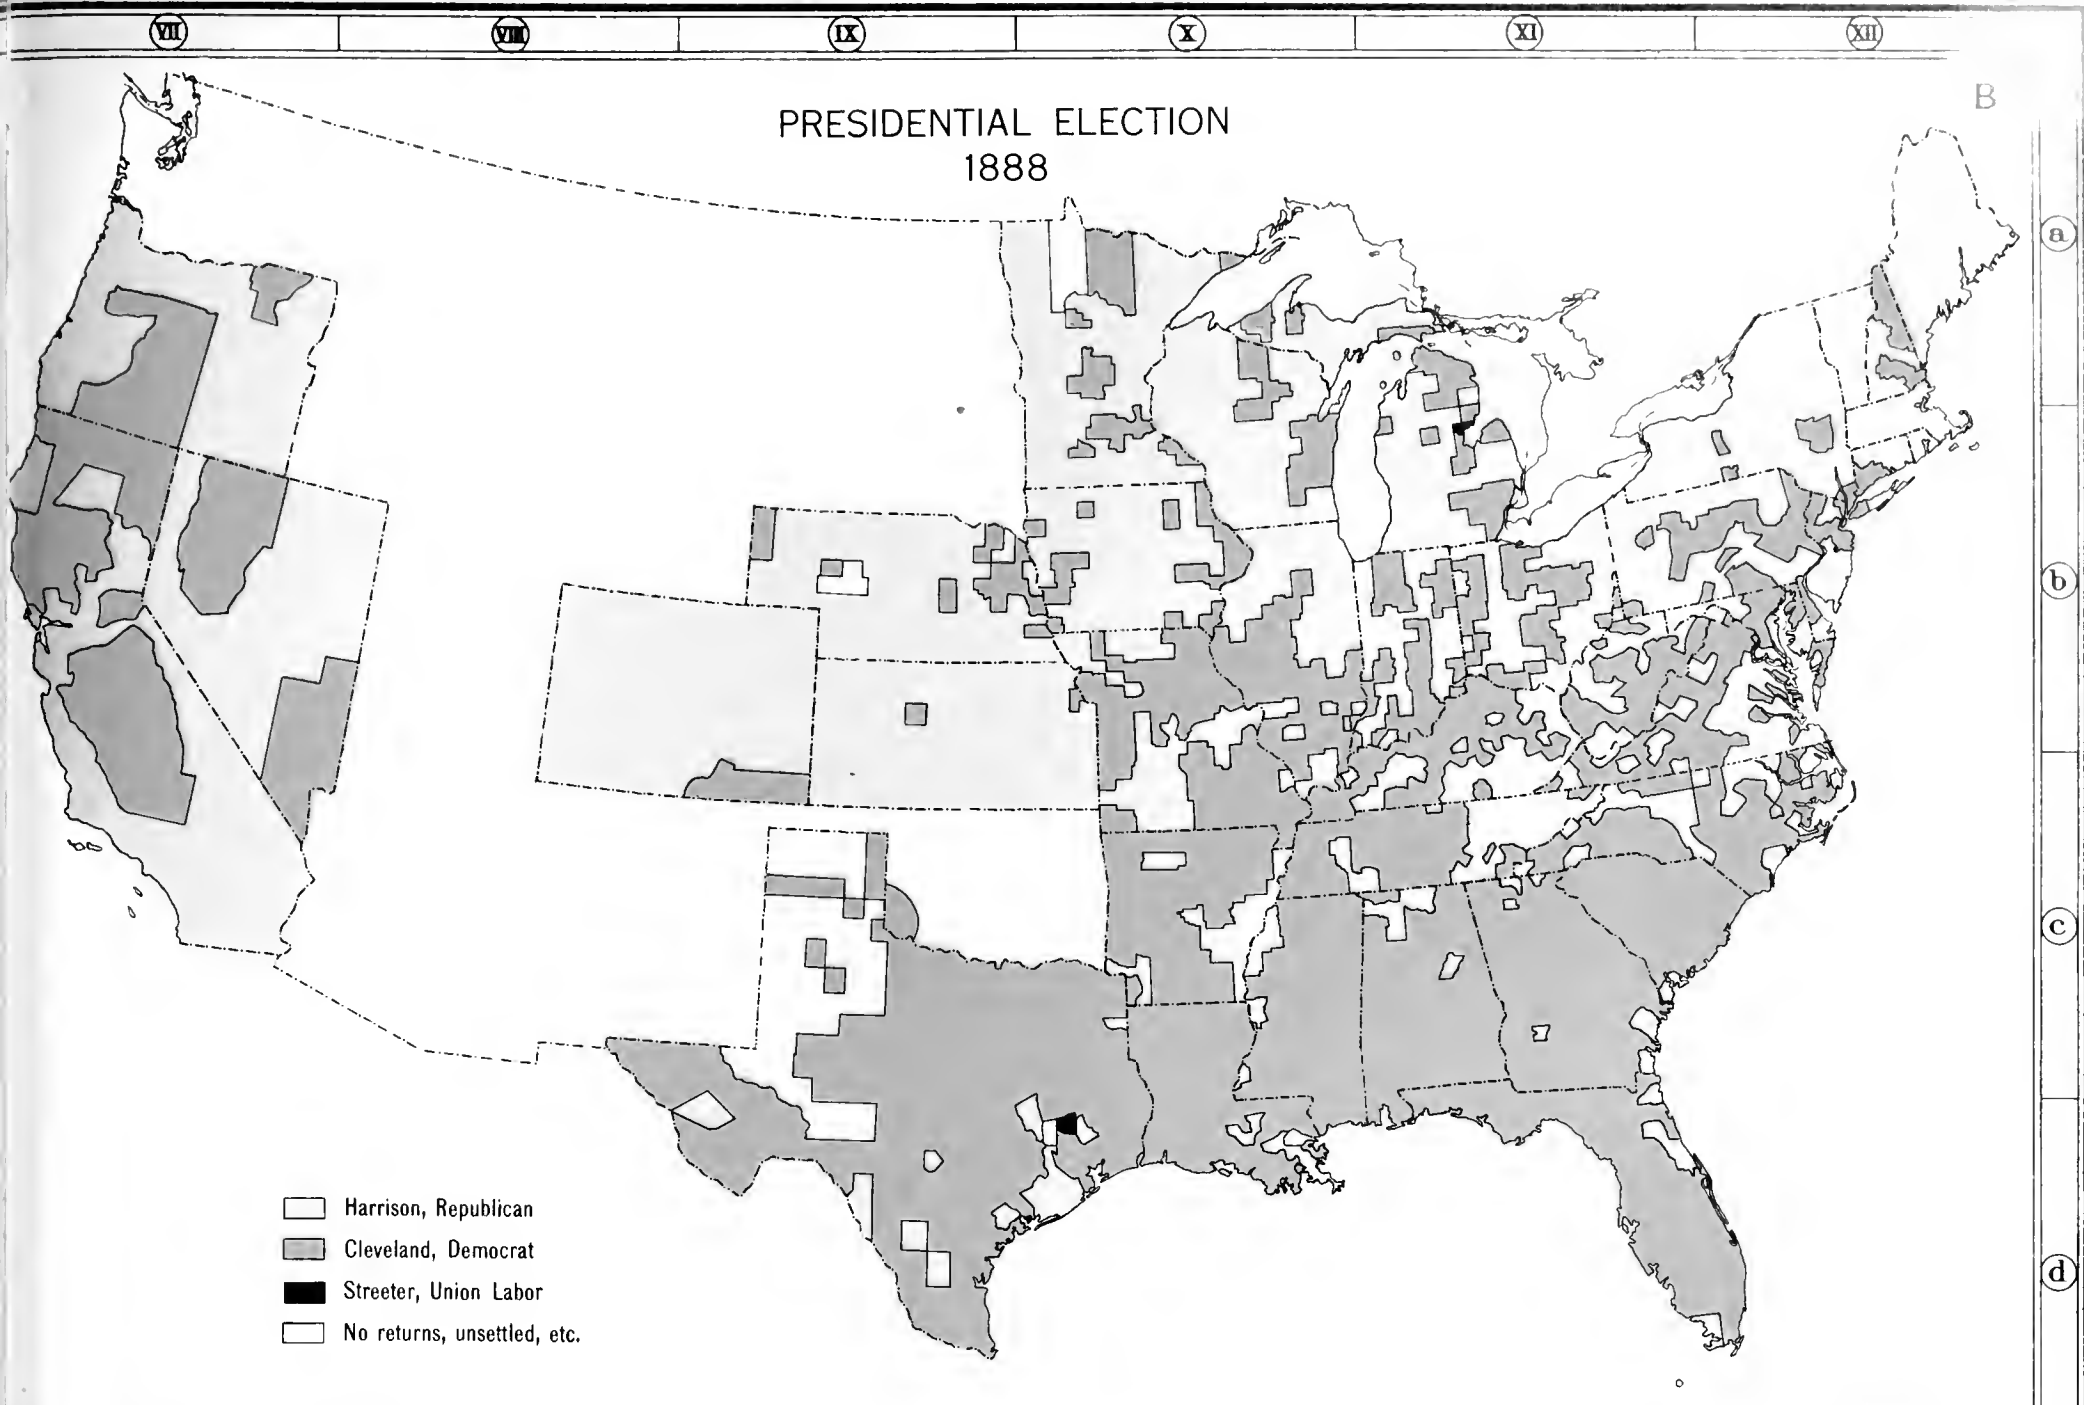 VII VIII IX X XI XII
B
PRESIDENTIAL ELECTION
1888
a
b
c
d
Harrison, Republican
Cleveland, Democrat
Streeter, Union Labor
No returns, unsettled, etc.